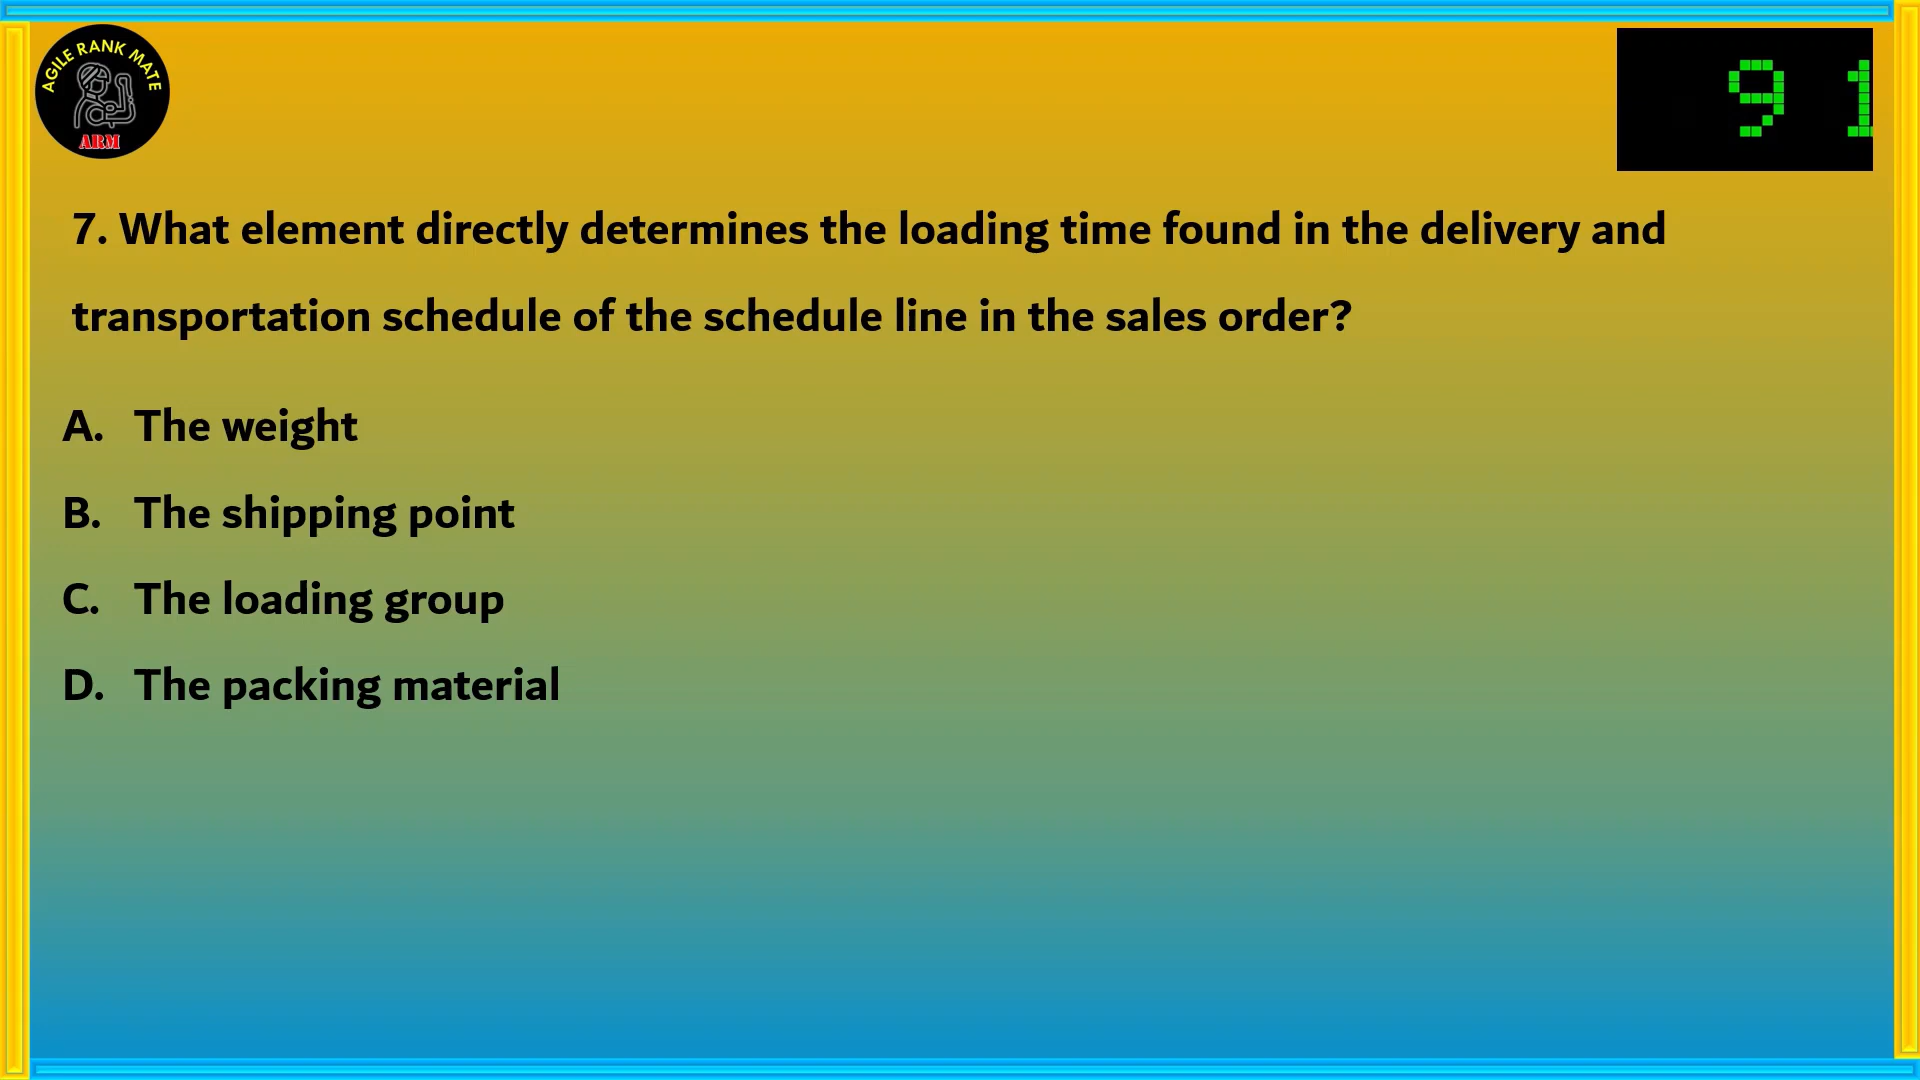 AGILE RANK MATE
ARM
9 1
7. What element directly determines the loading time found in the delivery and
transportation schedule of the schedule line in the sales order?
A. The weight
B. The shipping point
C. The loading group
D. The packing material